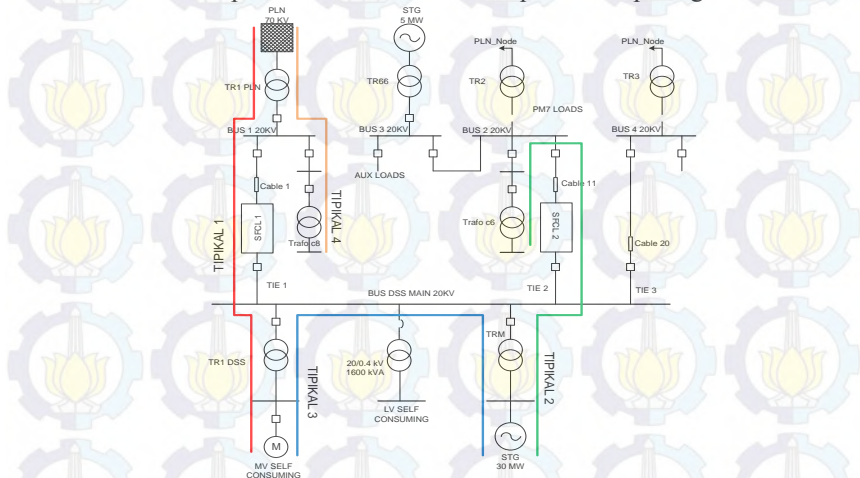 PLN
70 KV
STG
5 MW
PLN_Node
PLN_Node
TR1 PLN
TR66
TR2
TR3
PM7 LOADS
BUS 1 20KV
BUS 3 20KV
BUS 2 20KV
BUS 4 20KV
AUX LOADS
Cable 1
Cable 11
TIPIKAL 1
SFCL 1
Trafo c8
TIPIKAL 4
Trafo c6
SFCL 2
Cable 20
TIE 1
BUS DSS MAIN 20KV
TIE 2
TIE 3
TR1 DSS
TIPIKAL 3
20/0.4 kV
1600 kVA
TRM
TIPIKAL 2
LV SELF
CONSUMING
M
MV SELF
CONSUMING
STG
30 MW